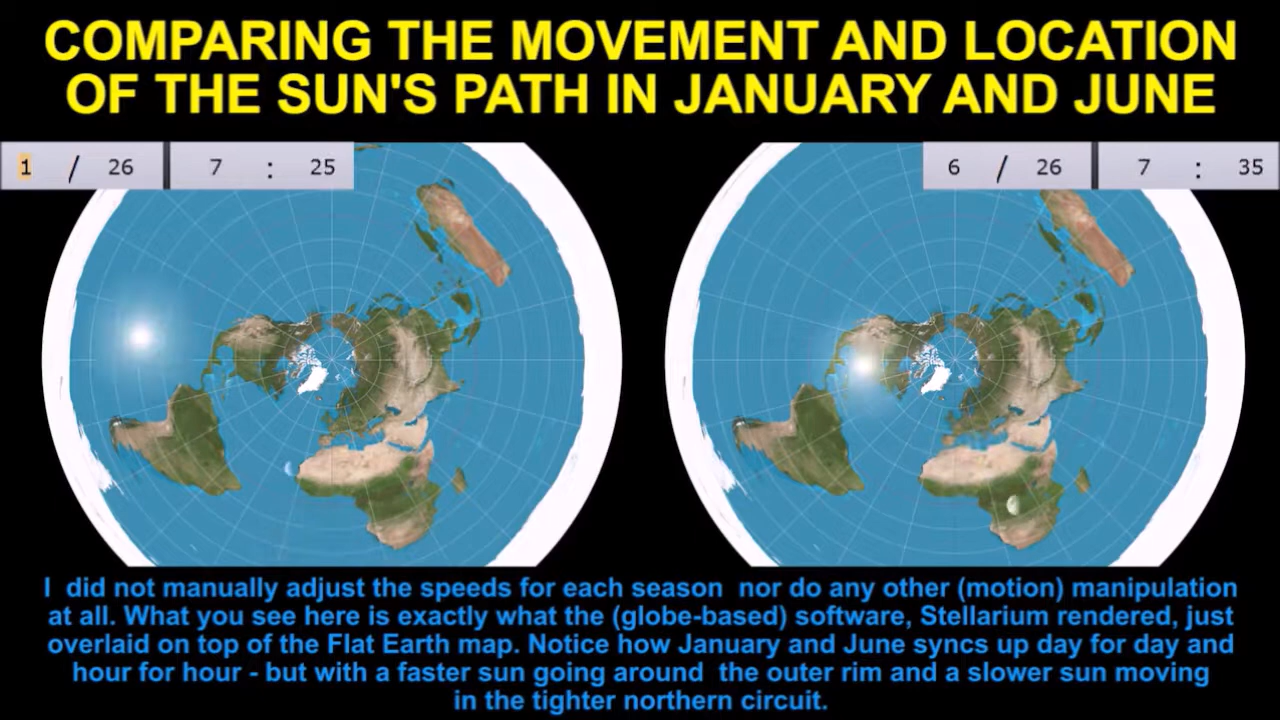 COMPARING THE MOVEMENT AND LOCATION
OF THE SUN'S PATH IN JANUARY AND JUNE
1 / 26 7 : 25
6 / 26 7 : 35
I did not manually adjust the speeds for each season nor do any other (motion) manipulation
at all. What you see here is exactly what the (globe-based) software, Stellarium rendered, just
overlaid on top of the Flat Earth map. Notice how January and June syncs up day for day and
hour for hour - but with a faster sun going around the outer rim and a slower sun moving
in the tighter northern circuit.